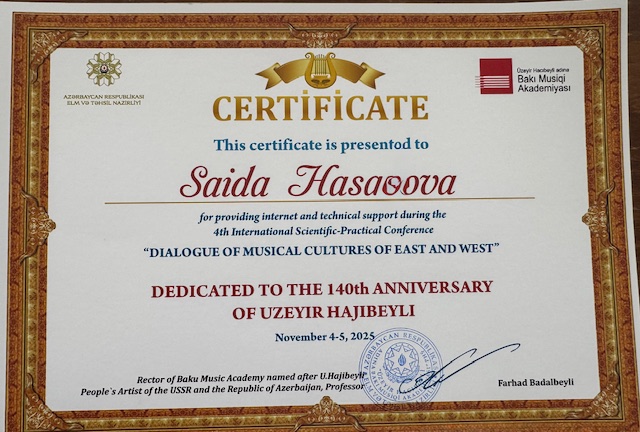 AZƏRBAYCAN RESPUBLİKASI
ELM VƏ TƏHSİL NAZİRLİYİ
Üzeyir Hacıbəyli adına
Bakı Musiqi
Akademiyası
CERTİFİCATE
This certificate is presented to
Saida
for providing internet and technical support during the
4th International Scientific-Practical Conference
“DIALOGUE OF MUSICAL CULTURES OF EAST AND WEST”
DEDICATED TO THE 140th ANNIVERSARY
OF UZEYIR HAJIBEYLI
November 4-5, 2025
Rector of Baku Music Academy named after U.Hajibeyli
People`s Artist of the USSR and the Republic of Azerbaijan, Professor
Farhad Badalbeyli